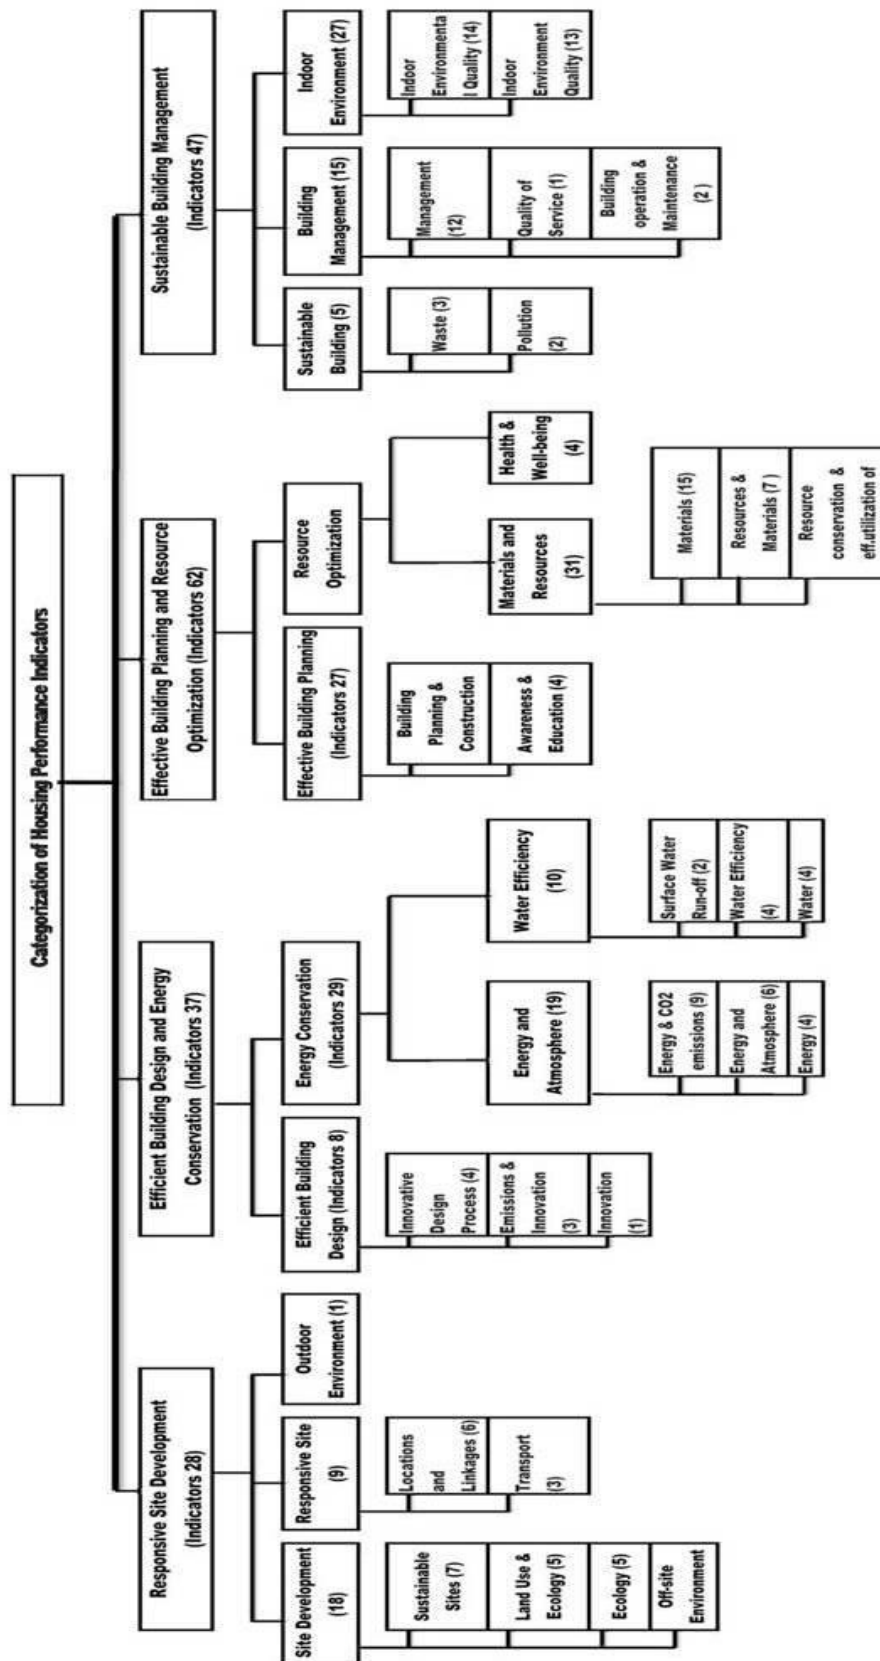 Categorization of Housing Performance Indicators
Responsive Site Development
(Indicators 28)
Efficient Building Design and Energy
Conservation (Indicators 37)
Effective Building Planning and Resource
Optimization (Indicators 62)
Sustainable Building Management
(Indicators 47)
Site Development
(18)
Responsive Site
(9)
Outdoor
Environment (1)
Efficient Building
Design (Indicators 8)
Energy Conservation
(Indicators 29)
Effective Building Planning
(Indicators 27)
Resource
Optimization
Sustainable
Building (5)
Building
Management (15)
Indoor
Environment (27)
Sustainable
Sites (7)
Land Use &
Ecology (5)
Ecology (5)
Off-site
Environment
Locations
and
Linkages (6)
Transport
(3)
Innovative
Design
Process (4)
Emissions &
Innovation
(3)
Innovation
(1)
Energy and
Atmosphere (19)
Water Efficiency
(10)
Energy & CO2
emissions (9)
Energy and
Atmosphere (6)
Energy (4)
Surface Water
Run-off (2)
Water Efficiency
(4)
Water (4)
Building
Planning &
Construction
Awareness &
Education (4)
Materials and
Resources
(31)
Health &
Well-being
(4)
Materials (15)
Resources &
Materials (7 )
Resource
conservation &
eff.utilization of
Waste (3)
Pollution
(2)
Management
(12)
Quality of
Service (1)
Building
operation &
Maintenance
(2 )
Indoor
Environmenta
l Quality (14)
Indoor
Environment
Quality (13)